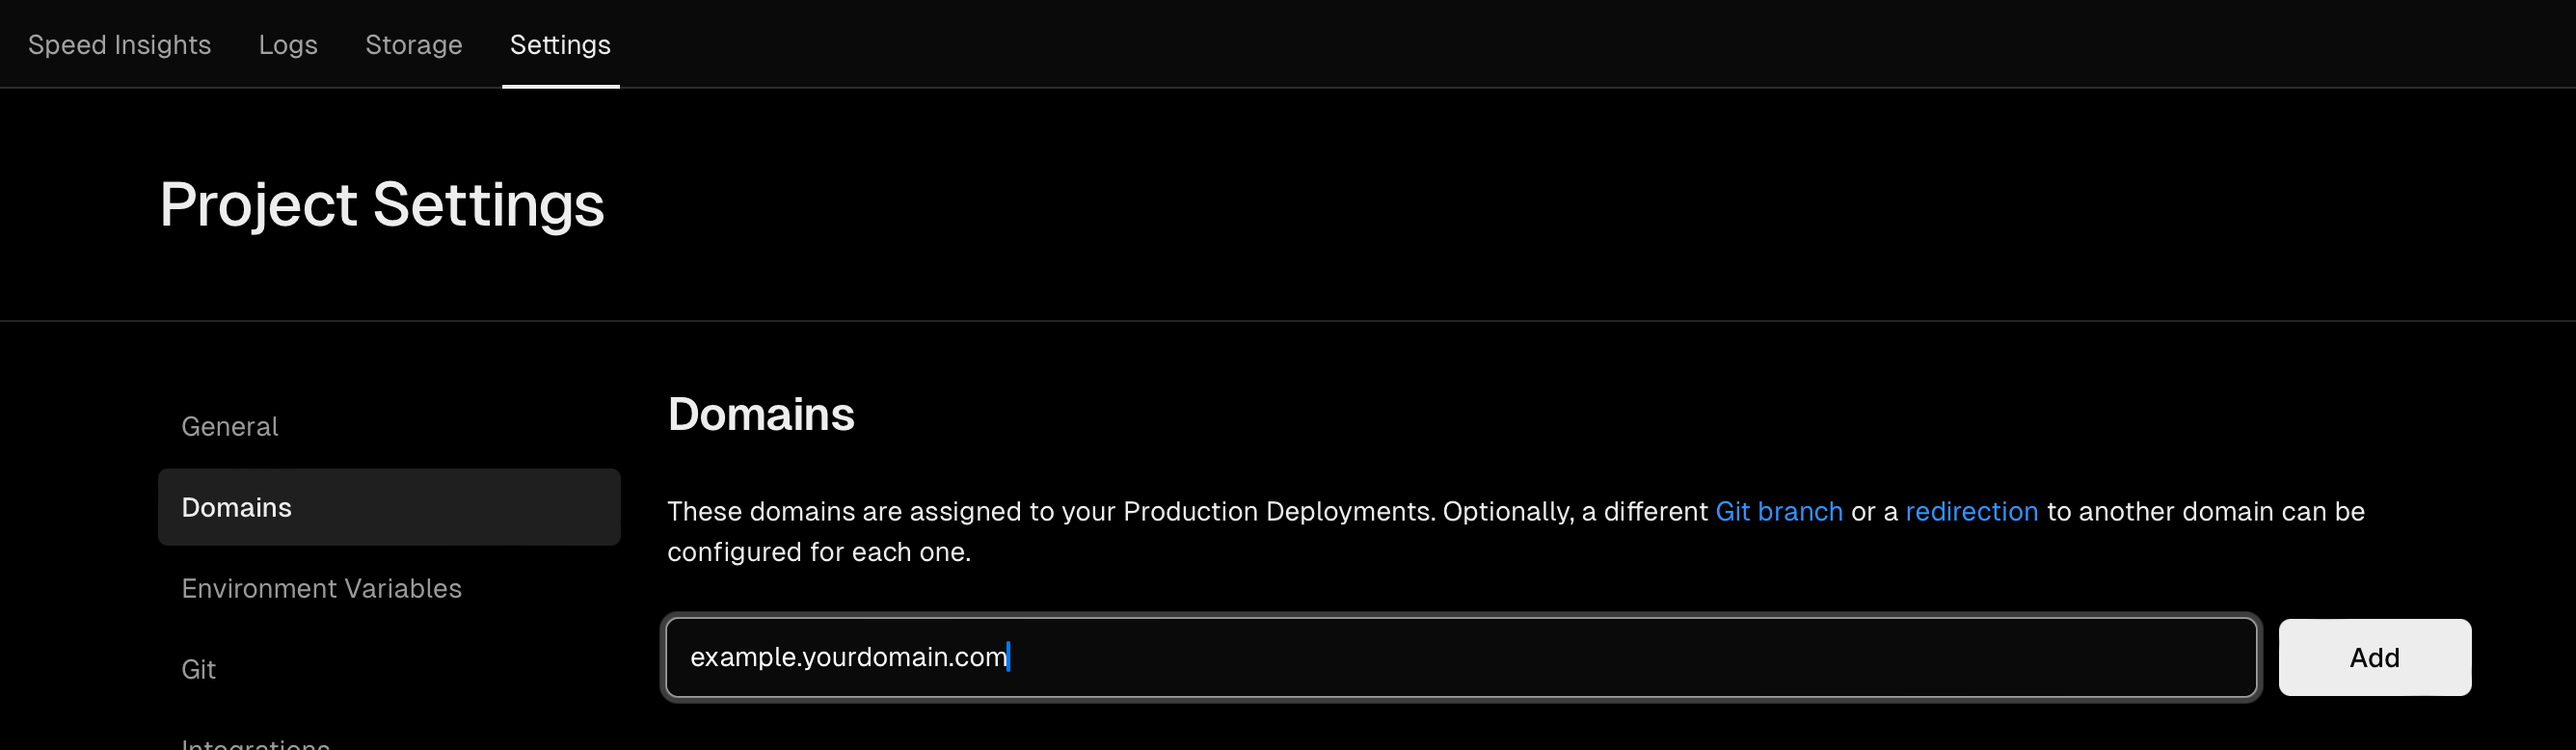 Speed Insights Logs Storage Settings
Project Settings
General
Domains
Environment Variables
Git
Integrations
Domains
These domains are assigned to your Production Deployments. Optionally, a different Git branch or a redirection to another domain can be
configured for each one.
example.yourdomain.com
Add